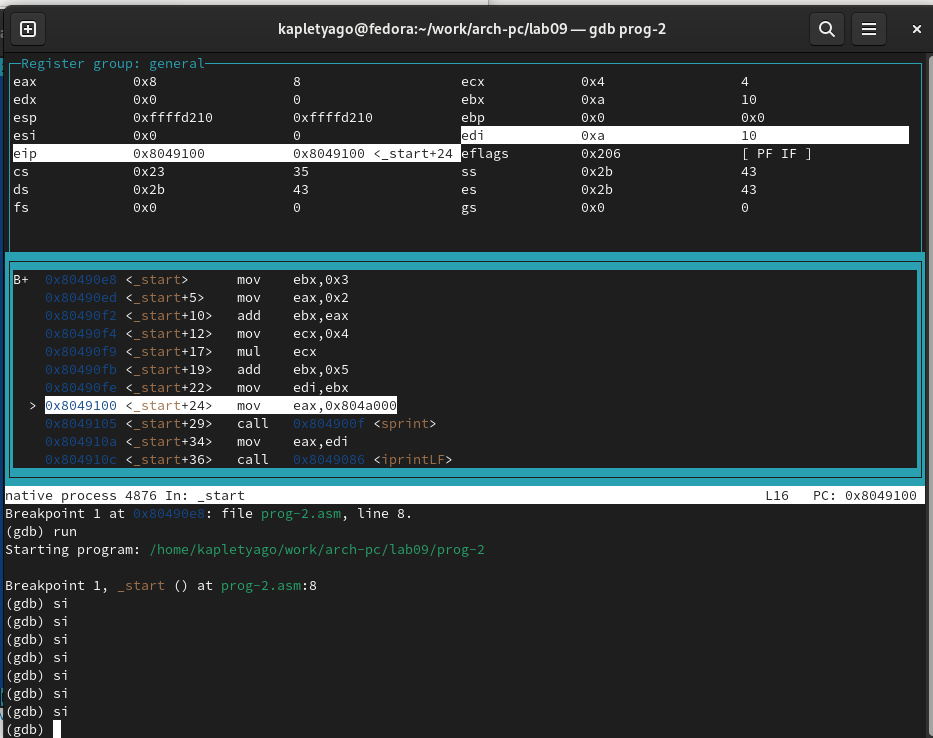 kapletyago@fedora:~/work/arch-pc/lab09 — gdb prog-2
Register group: general
eax 0x8 8 ecx 0x4 4
edx 0x0 0 ebx 0xa 10
esp 0xffffd210 0xffffd210 ebp 0x0 0x0
esi 0x0 0 edi 0xa 10
eip 0x8049100 0x8049100 <_start+24 eflags 0x206 [ PF IF ]
cs 0x23 35 ss 0x2b 43
ds 0x2b 43 es 0x2b 43
fs 0x0 0 gs 0x0 0
B+ 0x80490e8 <_start> mov ebx,0x3
0x80490ed <_start+5> mov eax,0x2
0x80490f2 <_start+10> add ebx,eax
0x80490f4 <_start+12> mov ecx,0x4
0x80490f9 <_start+17> mul ecx
0x80490fb <_start+19> add ebx,0x5
0x80490fe <_start+22> mov edi,ebx
> 0x8049100 <_start+24> mov eax,0x804a000
0x8049105 <_start+29> call 0x804900f <sprint>
0x804910a <_start+34> mov eax,edi
0x804910c <_start+36> call 0x8049086 <iprintLF>
native process 4876 In: _start L16 PC: 0x8049100
Breakpoint 1 at 0x80490e8: file prog-2.asm, line 8.
(gdb) run
Starting program: /home/kapletyago/work/arch-pc/lab09/prog-2
Breakpoint 1, _start () at prog-2.asm:8
(gdb) si
(gdb) si
(gdb) si
(gdb) si
(gdb) si
(gdb) si
(gdb) si
(gdb)